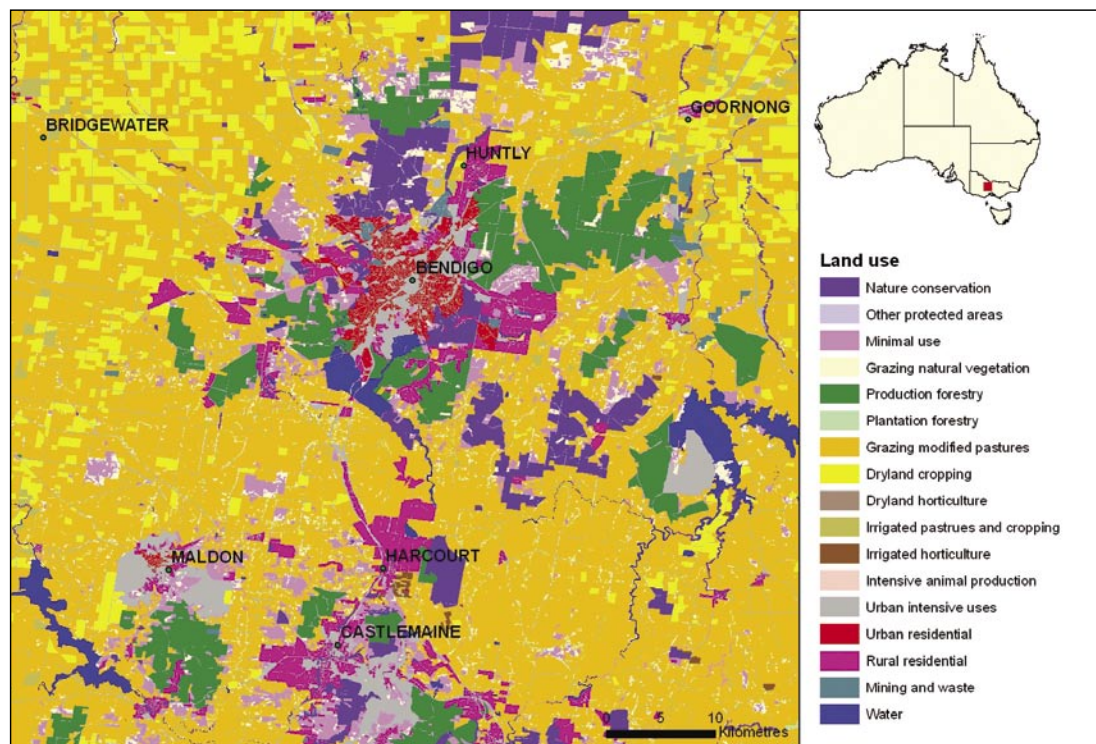 BRIDGEWATER
GOORNONG
HUNTLY
BENDIGO
MALDON
HARCOURT
CASTLEMAINE
0 5 10
Kilometres
Land use
Nature conservation
Other protected areas
Minimal use
Grazing natural vegetation
Production forestry
Plantation forestry
Grazing modified pastures
Dryland cropping
Dryland horticulture
Irrigated pastrues and cropping
Irrigated horticulture
Intensive animal production
Urban intensive uses
Urban residential
Rural residential
Mining and waste
Water